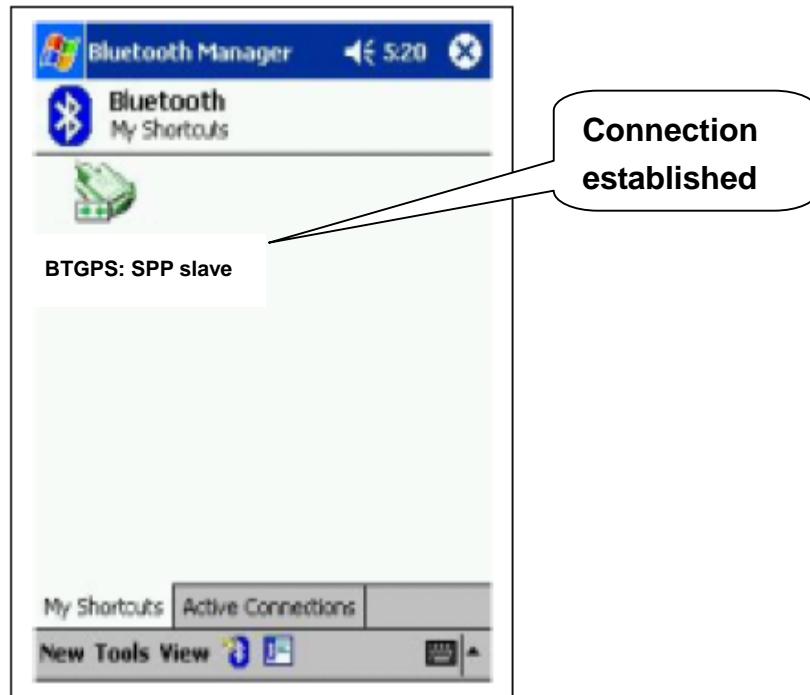 Bluetooth Manager 5:20
Bluetooth
My Shortcuts
Connection
established
BTGPS: SPP slave
My Shortcuts Active Connections
New Tools View